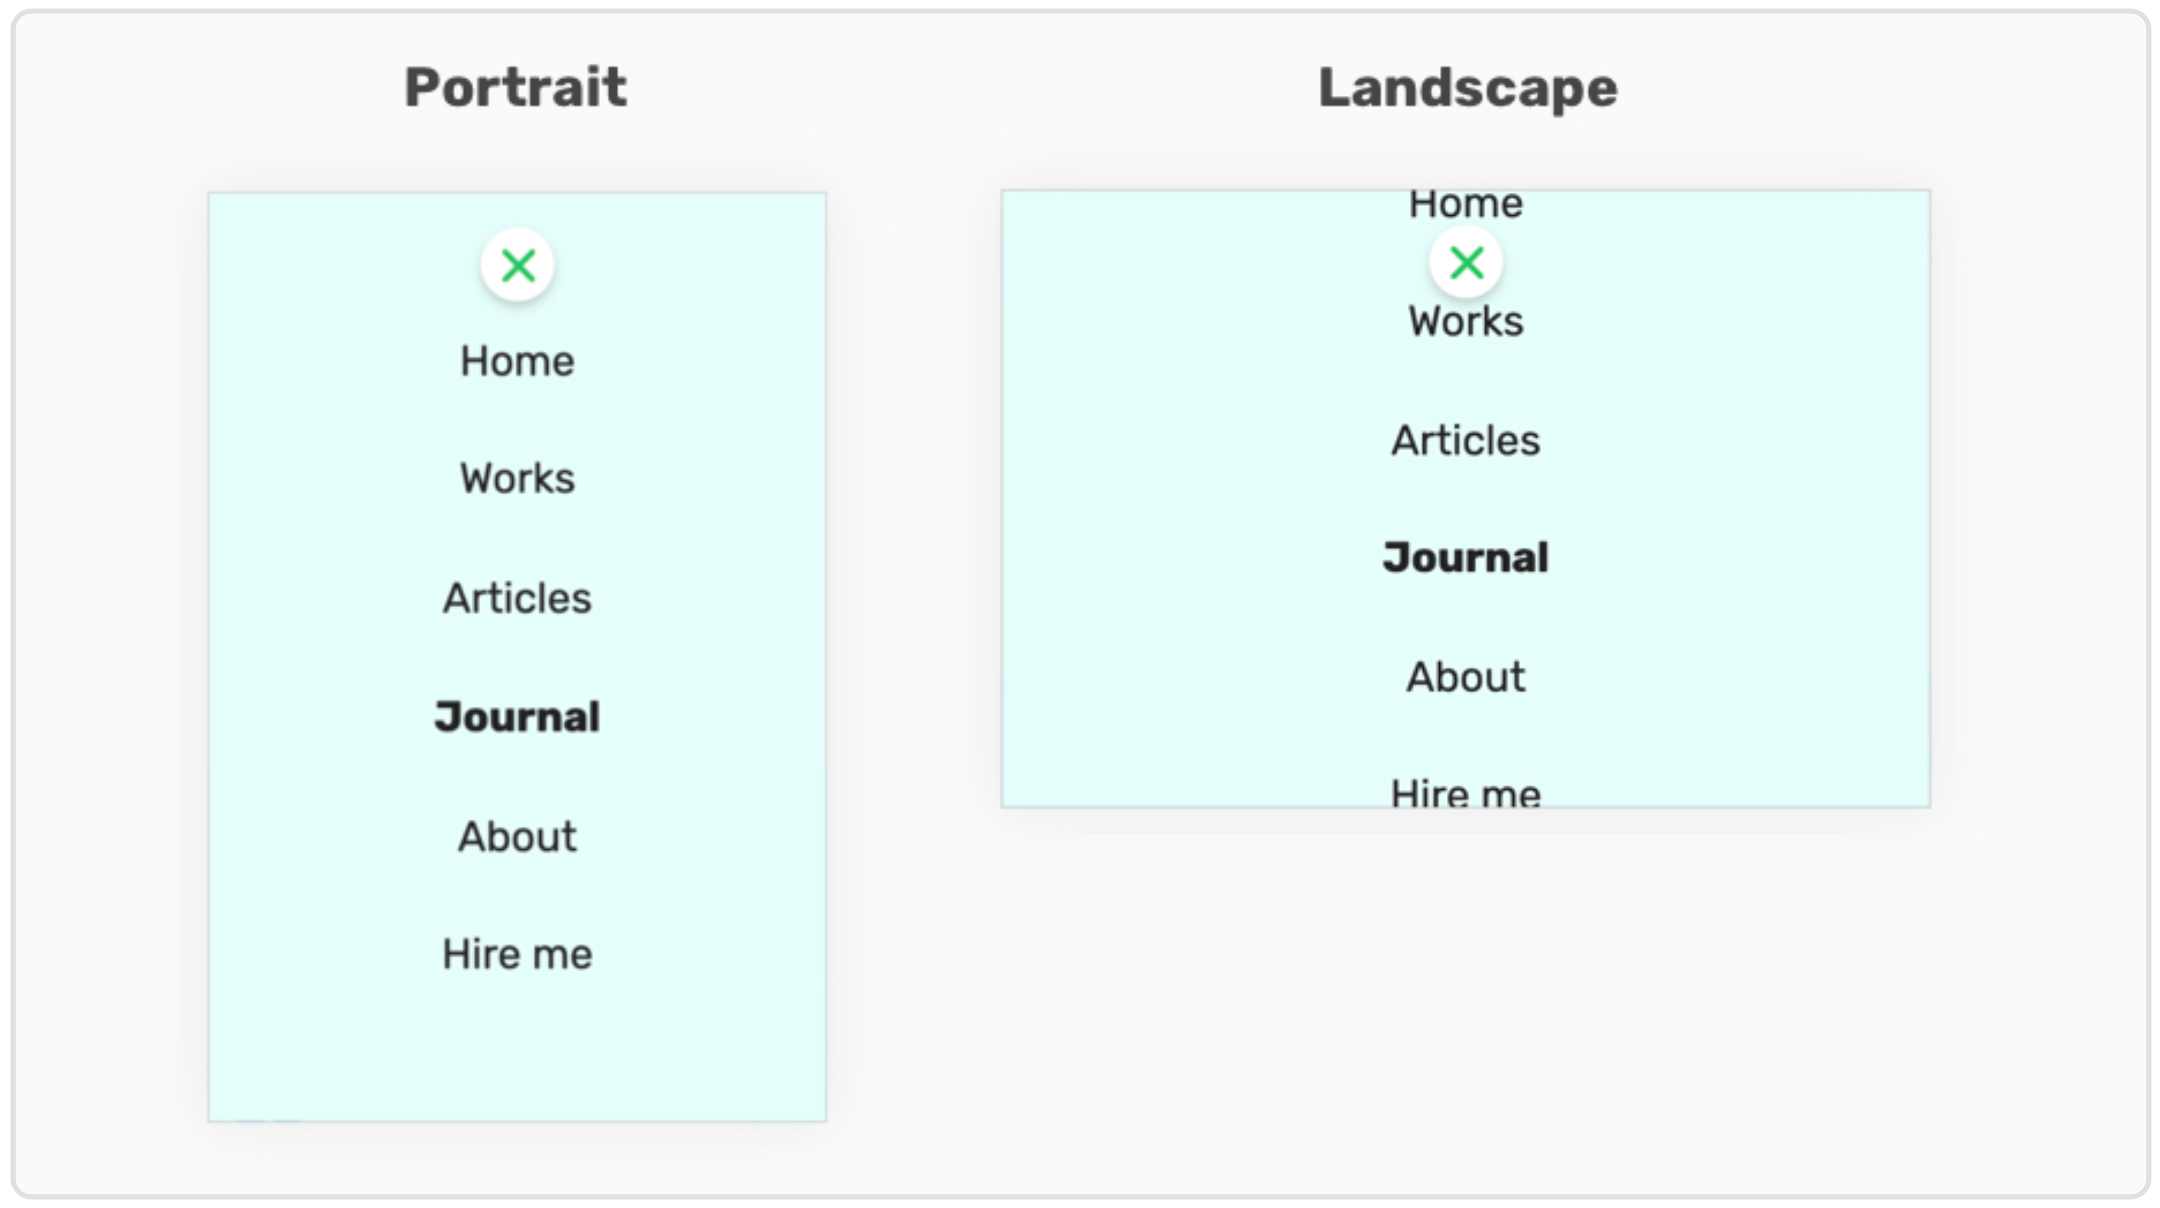 Portrait
Home
Works
Articles
Journal
About
Hire me
Landscape
Home
Works
Articles
Journal
About
Hire me